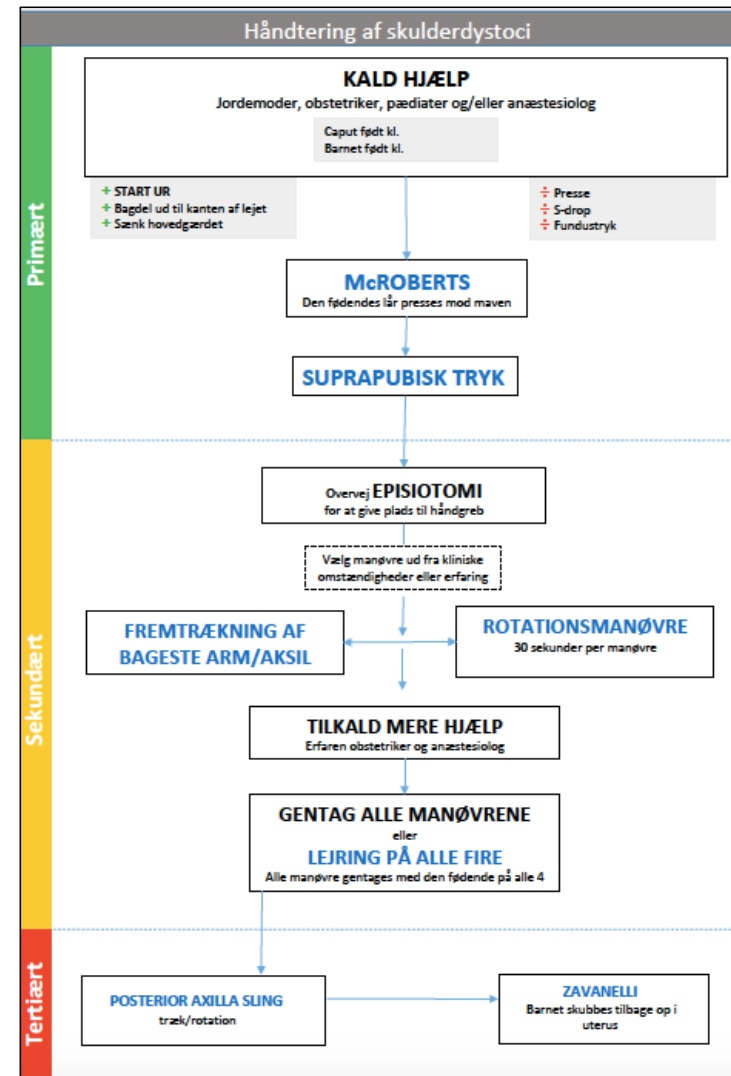 Håndtering af skulderdystoci
Primært
KALD HJÆLP
Jordemoder, obstetriker, pædiater og/eller anæstesiolog
Caput født kl.
Barnet født kl.
+ START UR
+ Bagdel ud til kanten af lejet
+ Sænk hovedgærdet
÷ Presse
÷ S-drop
÷ Fundustryk
McROBERTS
Den fødendes lår presses mod maven
SUPRAPUBISK TRYK
Sekundært
Overvej EPISIOTOMI
for at give plads til håndgreb
Vælg manøvre ud fra kliniske
omstændigheder eller erfaring
FREMTRÆKNING AF
BAGESTE ARM/AKSIL
ROTATIONSMANØVRE
30 sekunder per manøvre
TILKALD MERE HJÆLP
Erfaren obstetriker og anæstesiolog
GENTAG ALLE MANØVRENE
eller
LEJRING PÅ ALLE FIRE
Alle manøvre gentages med den fødende på alle 4
Tertiært
POSTERIOR AXILLA SLING
træk/rotation
ZAVANELLI
Barnet skubbes tilbage op i
uterus